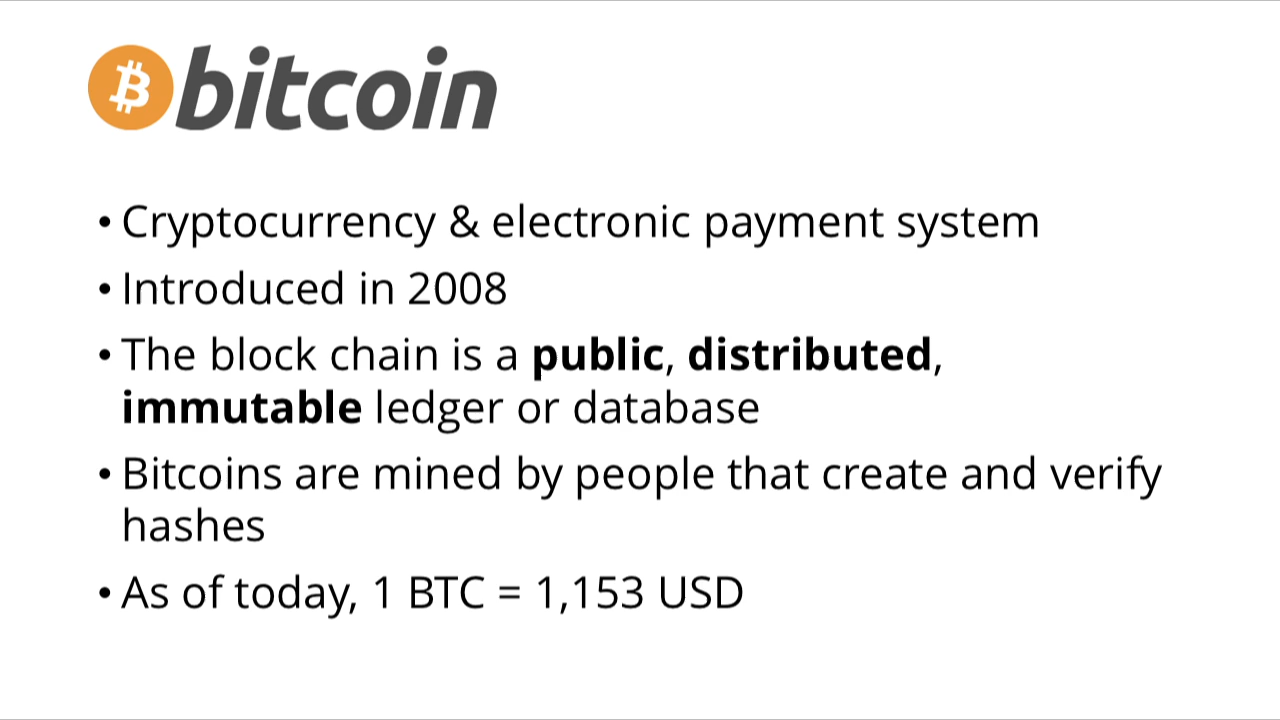 bitcoin
• Cryptocurrency & electronic payment system
• Introduced in 2008
• The block chain is a public, distributed,
immutable ledger or database
• Bitcoins are mined by people that create and verify
hashes
• As of today, 1 BTC = 1,153 USD